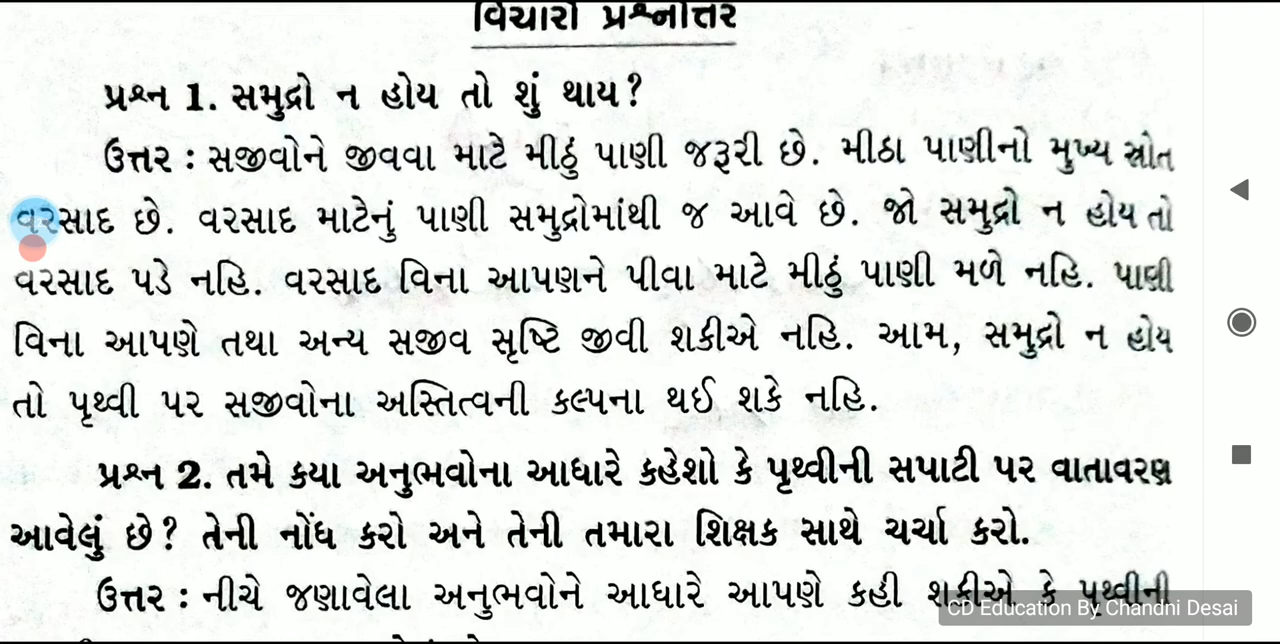 વિચારો પ્રશ્નોત્તર
પ્રશ્ન 1. સમુદ્રો ન હોય તો શું થાય?
ઉત્તર : સજીવોને જીવવા માટે મીઠું પાણી જરૂરી છે. મીઠા પાણીનો મુખ્ય સ્રોત
વરસાદ છે. વરસાદ માટેનું પાણી સમુદ્રોમાંથી જ આવે છે. જો સમુદ્રો ન હોય તો
વરસાદ પડે નહિ. વરસાદ વિના આપણને પીવા માટે મીઠું પાણી મળે નહિ. પાણી
વિના આપણે તથા અન્ય સજીવ સૃષ્ટિ જીવી શકીએ નહિ. આમ, સમુદ્રો ન હોય
તો પૃથ્વી પર સજીવોના અસ્તિત્વની કલ્પના થઈ શકે નહિ.
પ્રશ્ન 2. તમે કયા અનુભવોના આધારે કહેશો કે પૃથ્વીની સપાટી પર વાતાવરણ
આવેલું છે? તેની નોંધ કરો અને તેની તમારા શિક્ષક સાથે ચર્ચા કરો.
ઉત્તર : નીચે જણાવેલા અનુભવોને આધારે આપણે કહી શકીએ કે પૃથ્વીની
CD Education By Chandni Desai